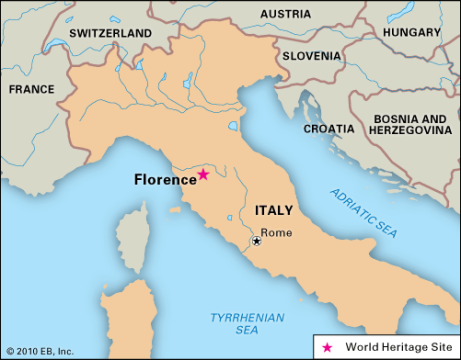 AUSTRIA
SWITZERLAND
HUNGARY
SLOVENIA
FRANCE
CROATIA
BOSNIA AND
HERZEGOVINA
Florence
ADRIATIC SEA
ITALY
Rome
TYRRHENIAN
SEA
© 2010 EB, Inc.
World Heritage Site